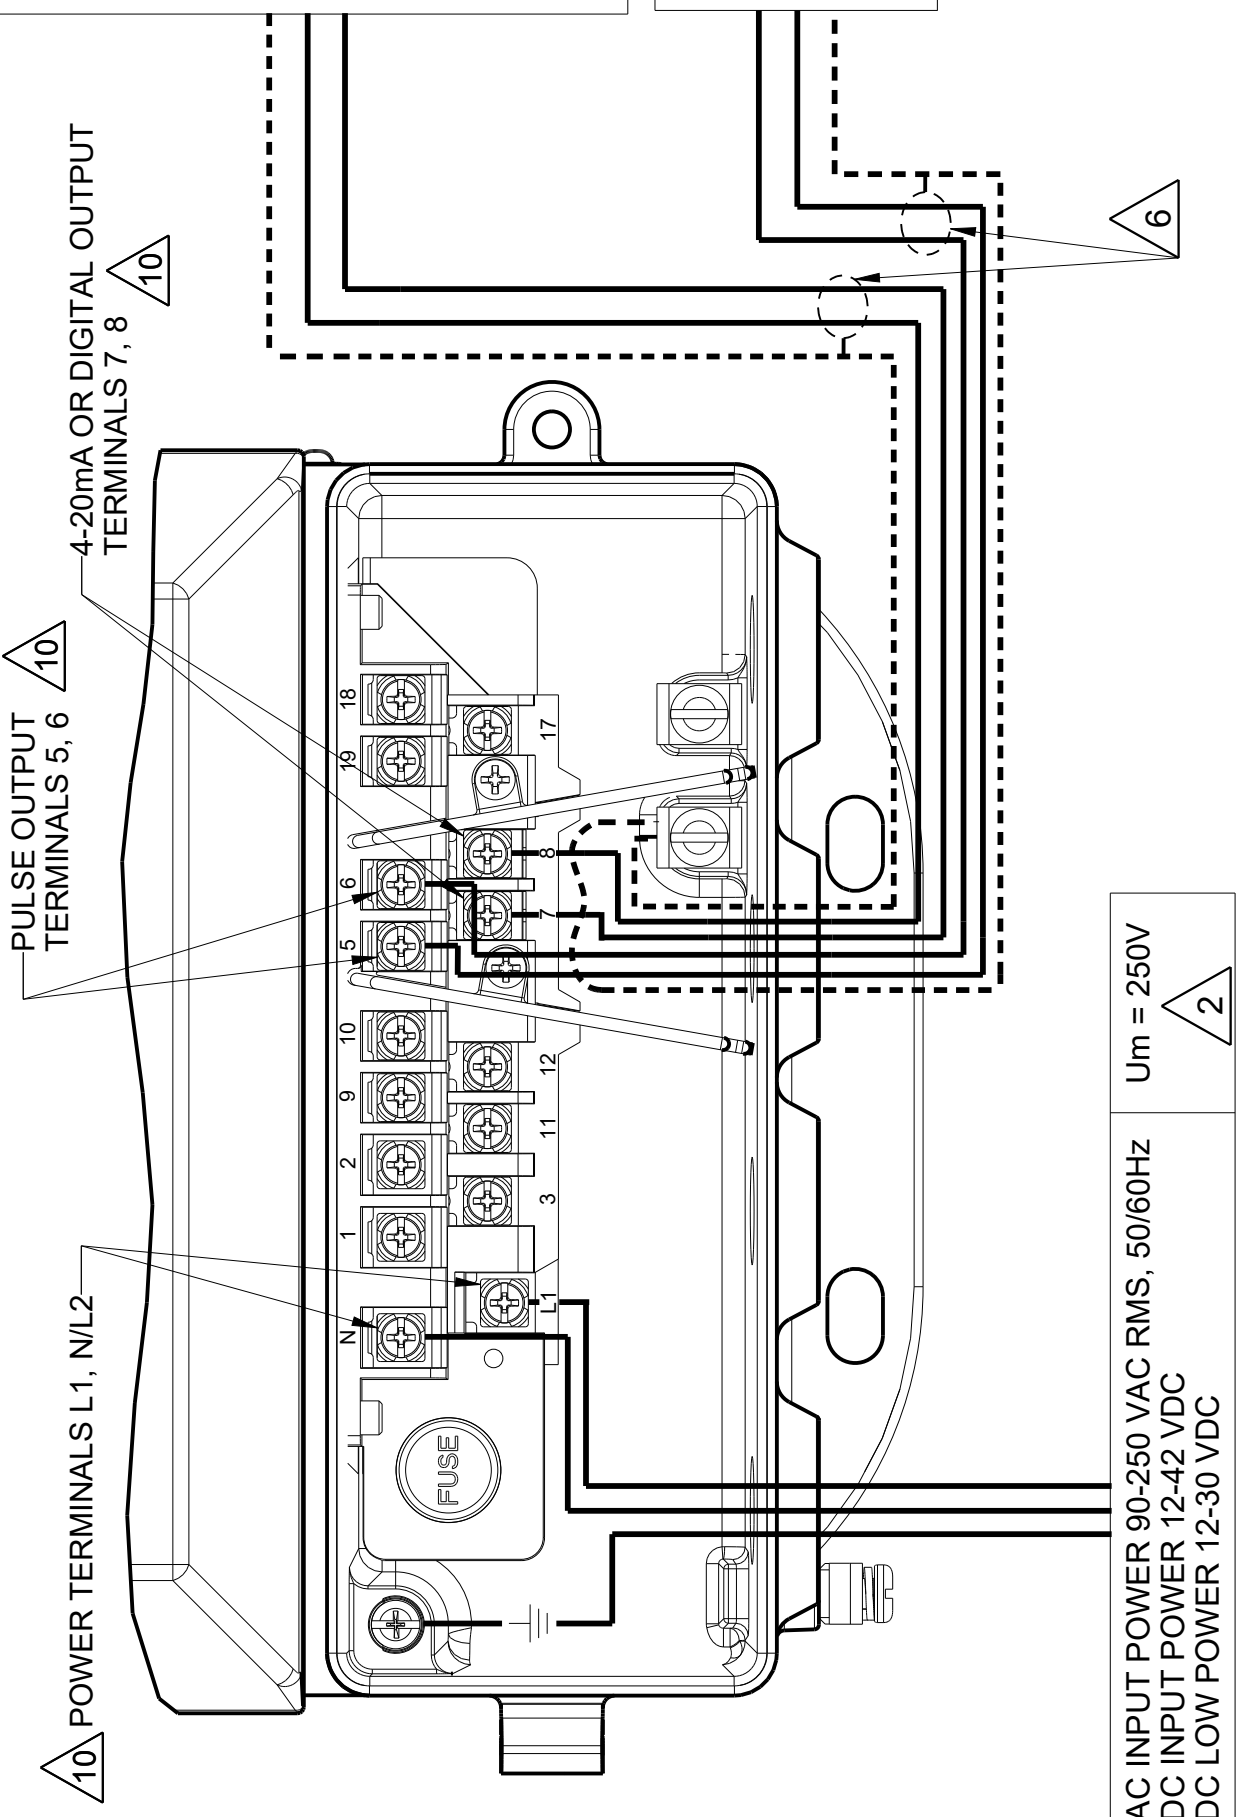 10
POWER TERMINALS L1, N/L2
PULSE OUTPUT
TERMINALS 5, 6
10
4-20mA OR DIGITAL OUTPUT
TERMINALS 7, 8
10
FUSE
N
1
2
9
10
5
6
19
18
L1
3
11
12
7
8
17
6
AC INPUT POWER 90-250 VAC RMS, 50/60Hz
DC INPUT POWER 12-42 VDC
DC LOW POWER 12-30 VDC
Um = 250V
2